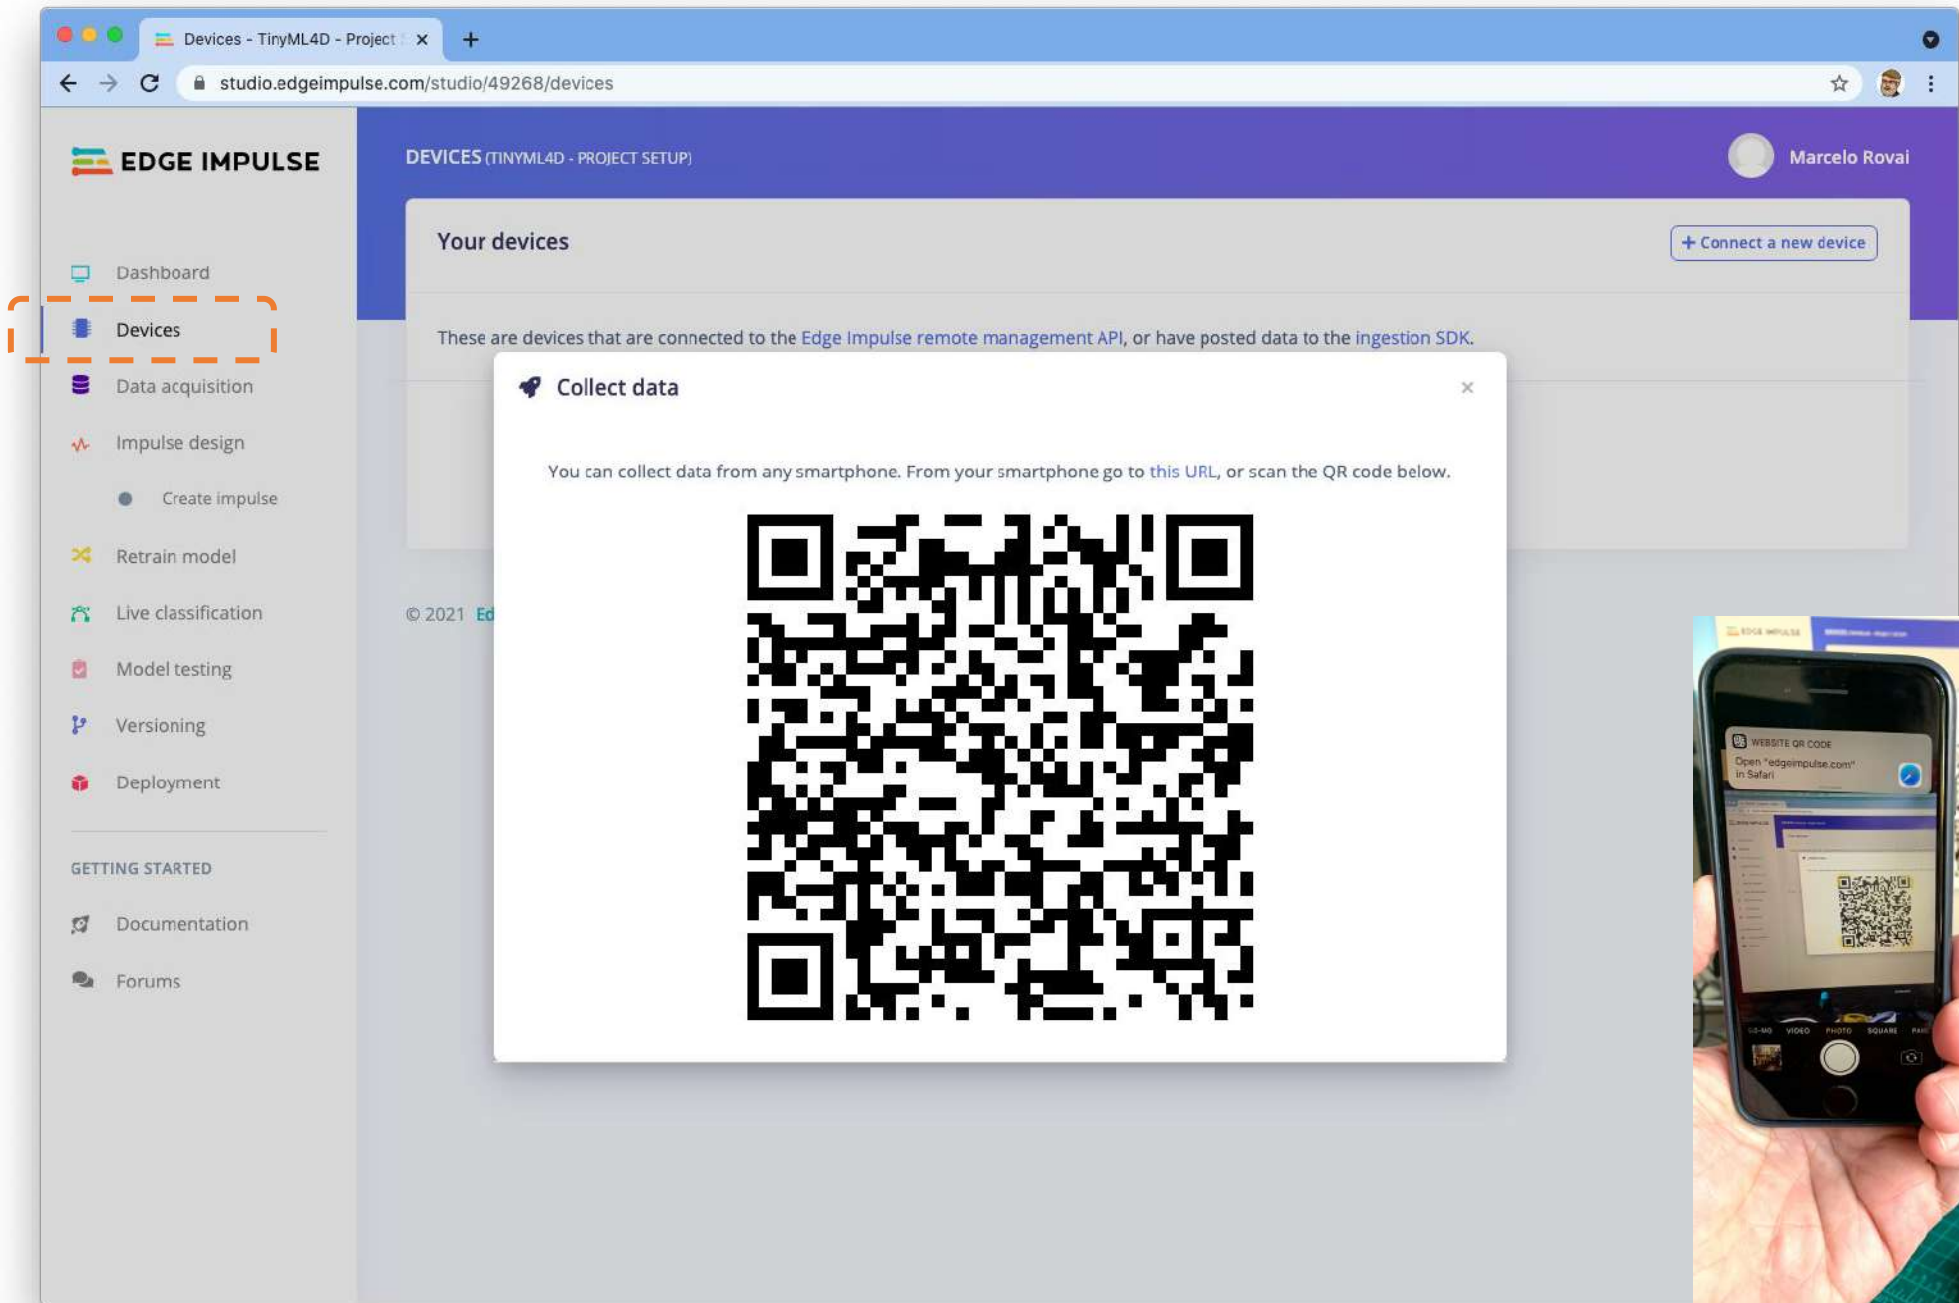 Devices - TinyML4D - Project
studio.edgeimpulse.com/studio/49268/devices
EDGE IMPULSE
DEVICES (TINYML4D - PROJECT SETUP)
Marcelo Rovai
Your devices
+ Connect a new device
Dashboard
Devices
These are devices that are connected to the Edge Impulse remote management API, or have posted data to the ingestion SDK.
Data acquisition
Collect data
×
Impulse design
You can collect data from any smartphone. From your smartphone go to this URL, or scan the QR code below.
Create impulse
Retrain model
Live classification
© 2021 Ed
Model testing
Versioning
Deployment
GETTING STARTED
Documentation
Forums
EDGE IMPULSE
WEBSITE QR CODE
Open "edgeimpulse.com"
in Safari
VIDEO PHOTO SQUARE